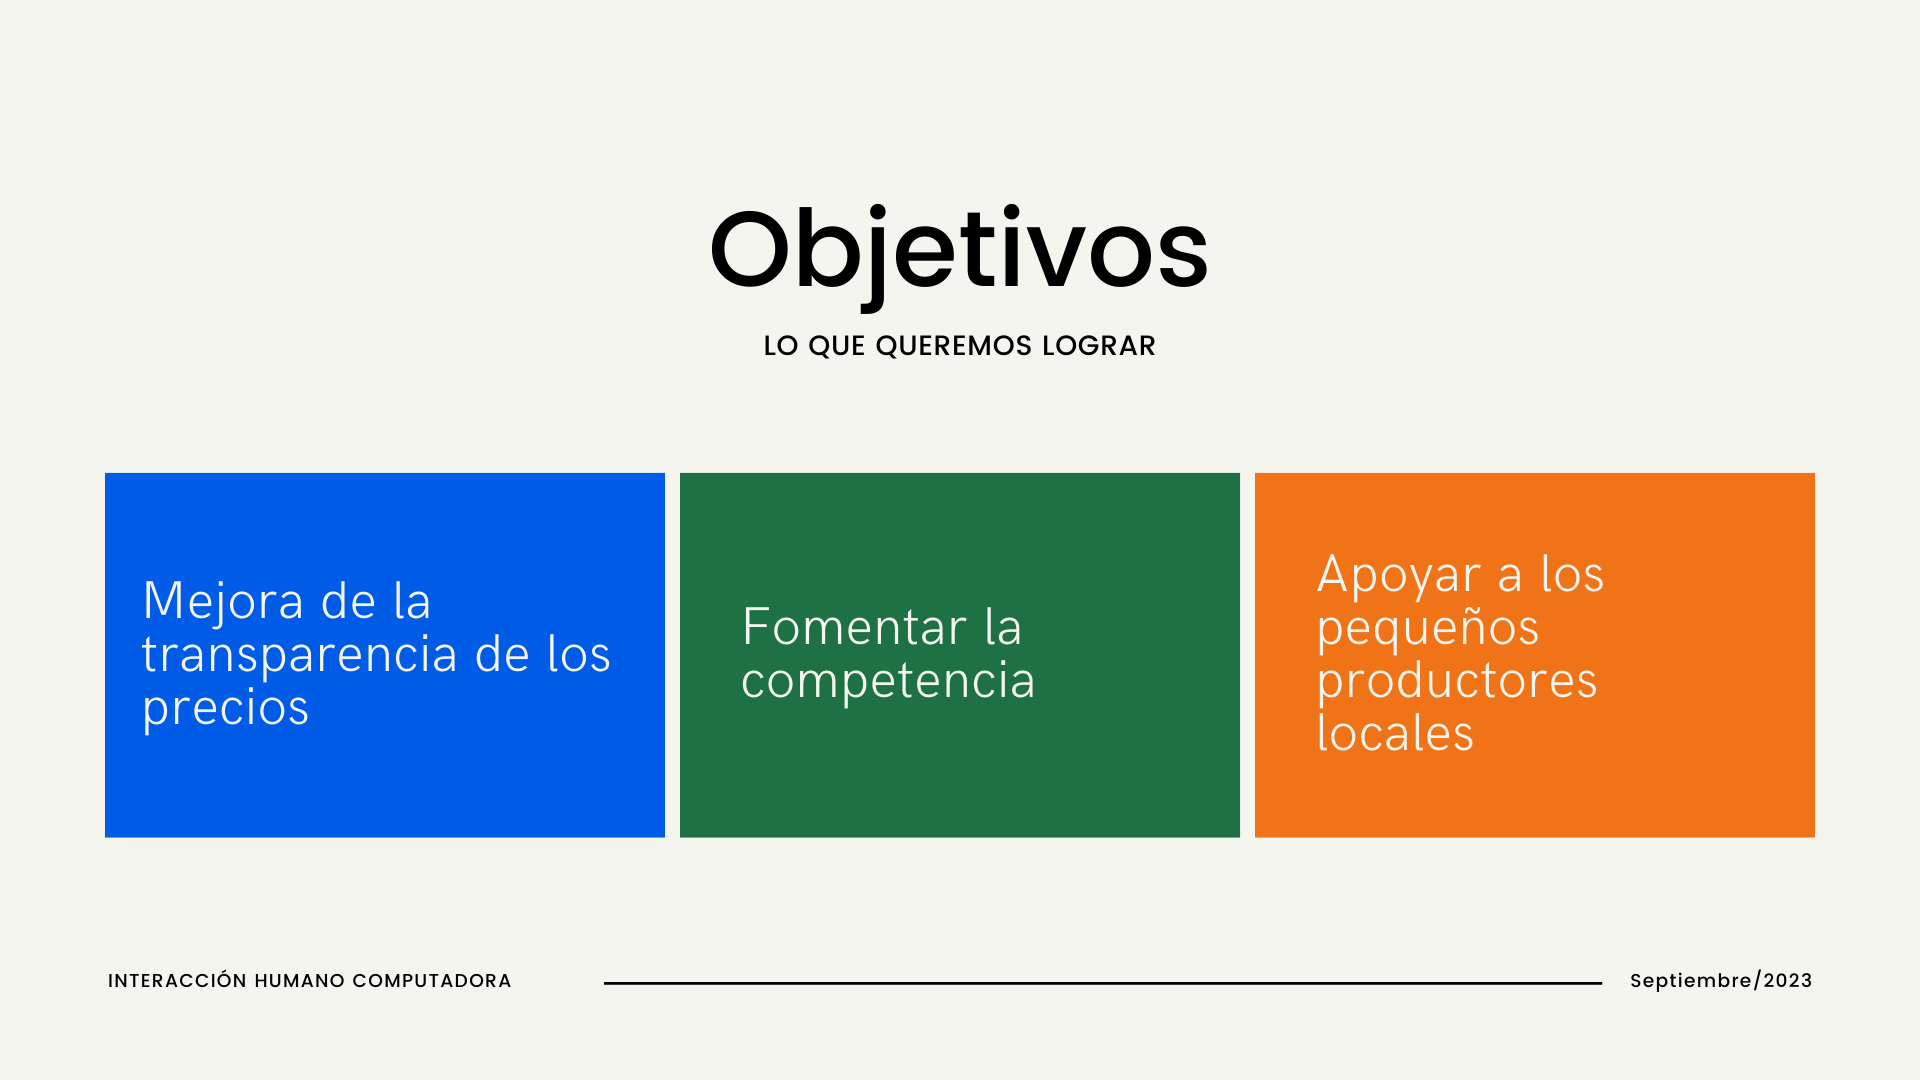 Objetivos
LO QUE QUEREMOS LOGRAR
Mejora de la
transparencia de los
precios
Fomentar la
competencia
Apoyar a los
pequeños
productores
locales
INTERACCIÓN HUMANO COMPUTADORA
Septiembre/2023